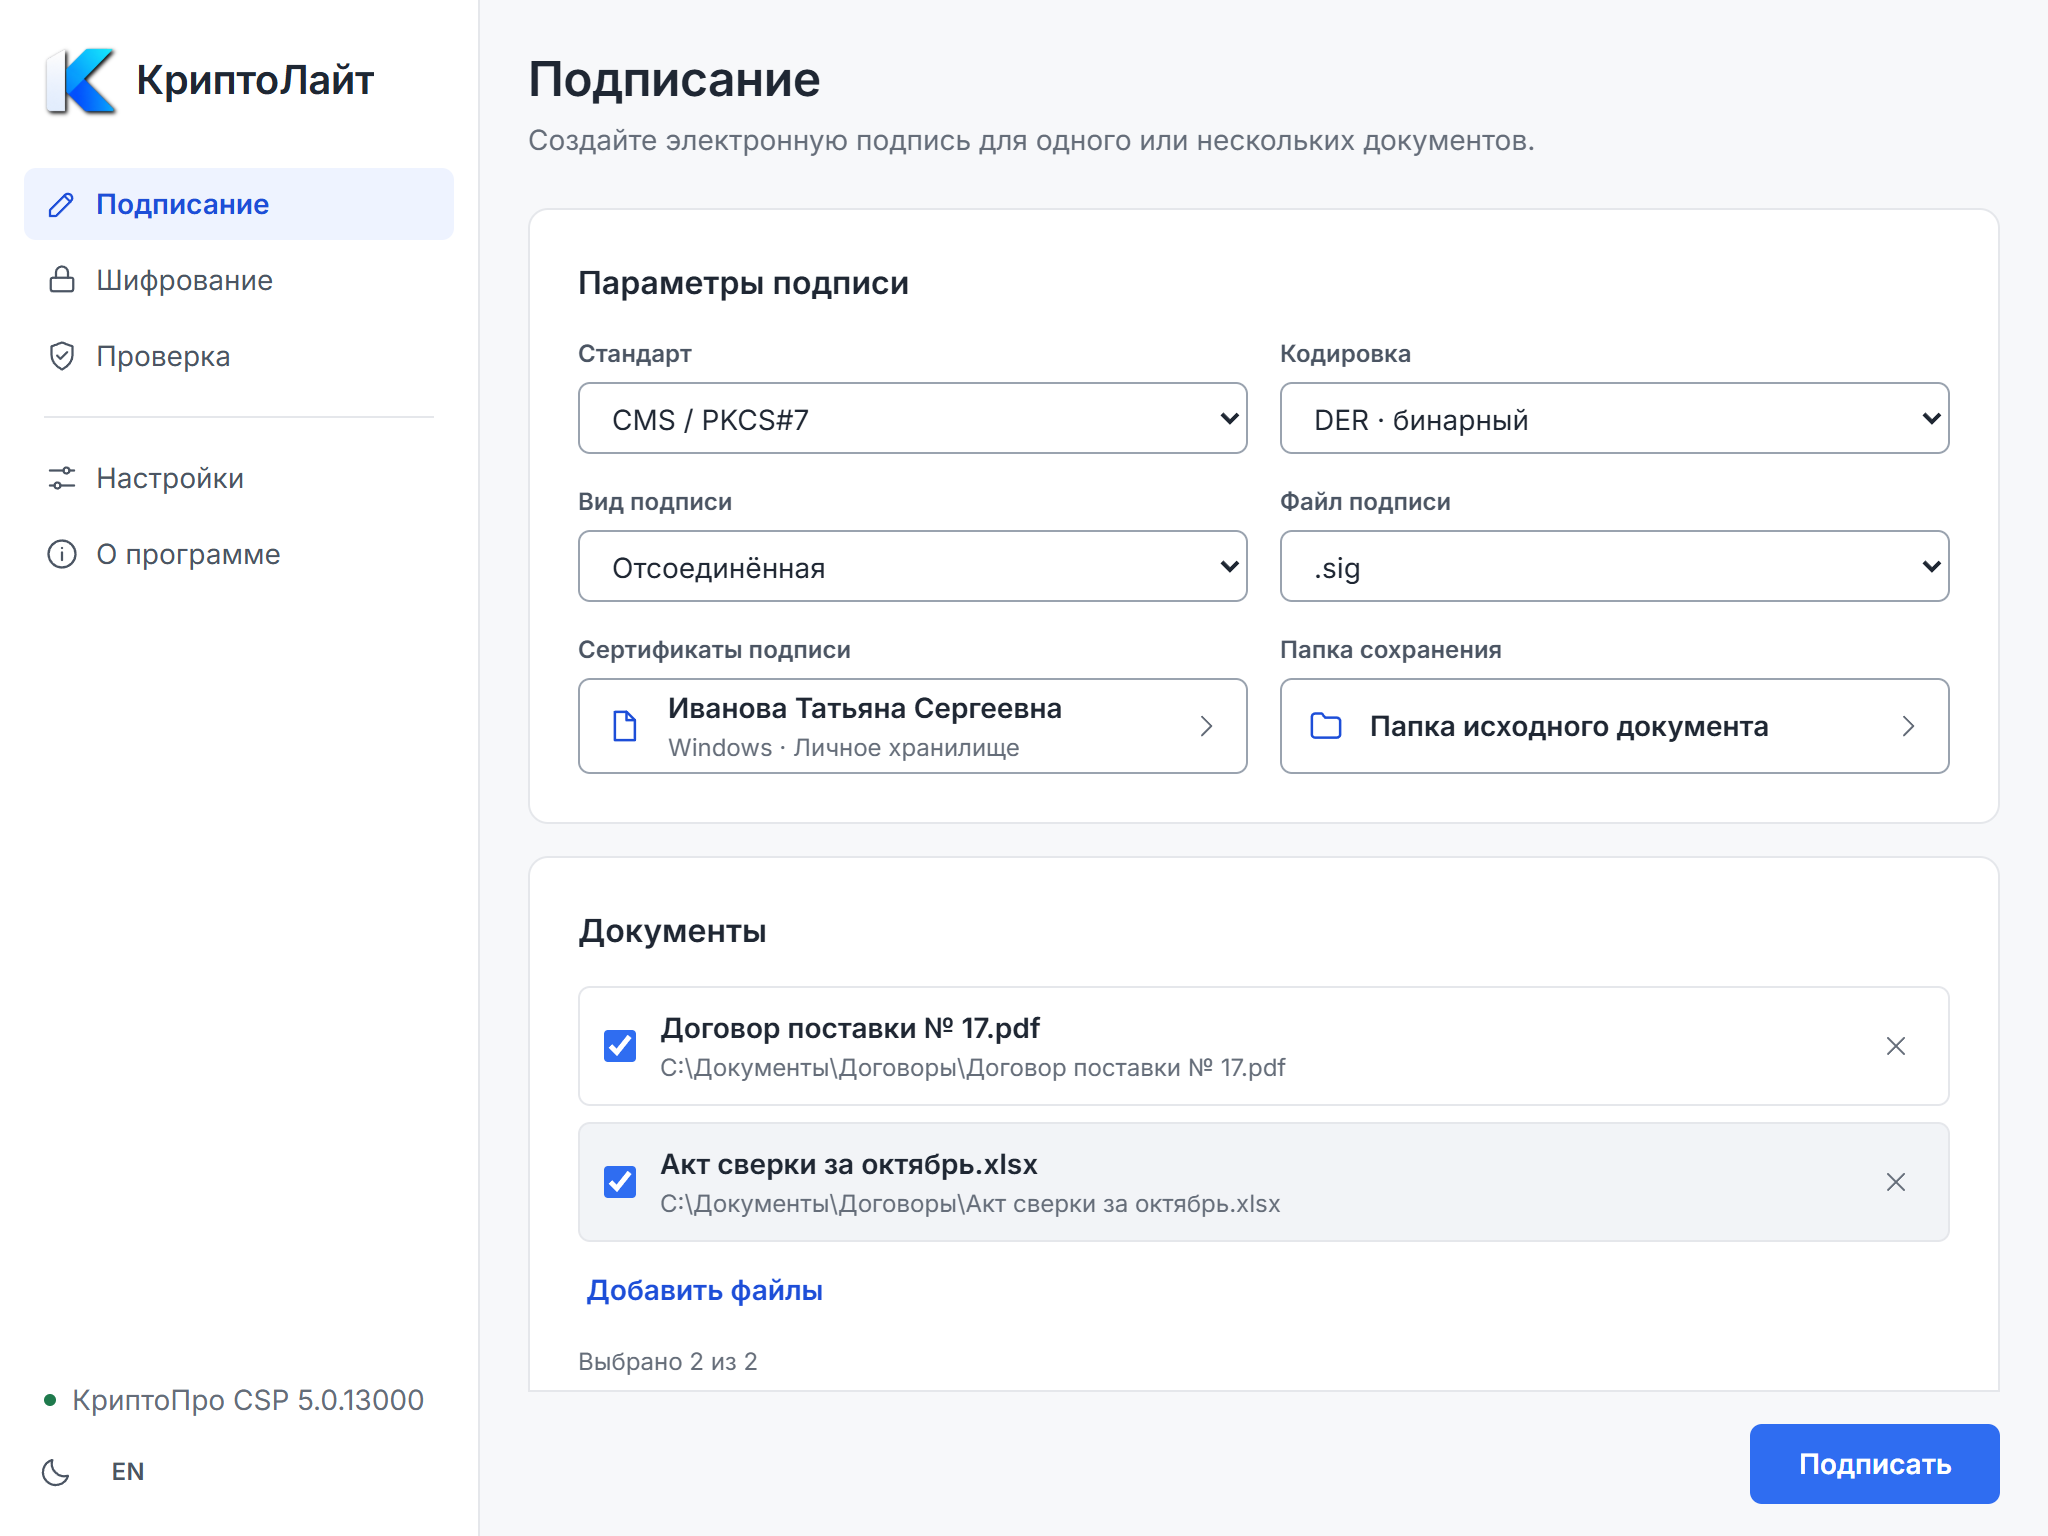 КриптоЛайт
Подписание
Шифрование
Проверка
Настройки
О программе
КриптоПро CSP 5.0.13000
EN
Подписание
Создайте электронную подпись для одного или нескольких документов.
Параметры подписи
Стандарт
CMS / PKCS#7
Кодировка
DER · бинарный
Вид подписи
Отсоединённая
Файл подписи
.sig
Сертификаты подписи
Иванова Татьяна Сергеевна
Windows · Личное хранилище
Папка сохранения
Папка исходного документа
Документы
Договор поставки № 17.pdf
C:\Документы\Договоры\Договор поставки № 17.pdf
Акт сверки за октябрь.xlsx
C:\Документы\Договоры\Акт сверки за октябрь.xlsx
Добавить файлы
Выбрано 2 из 2
Подписать